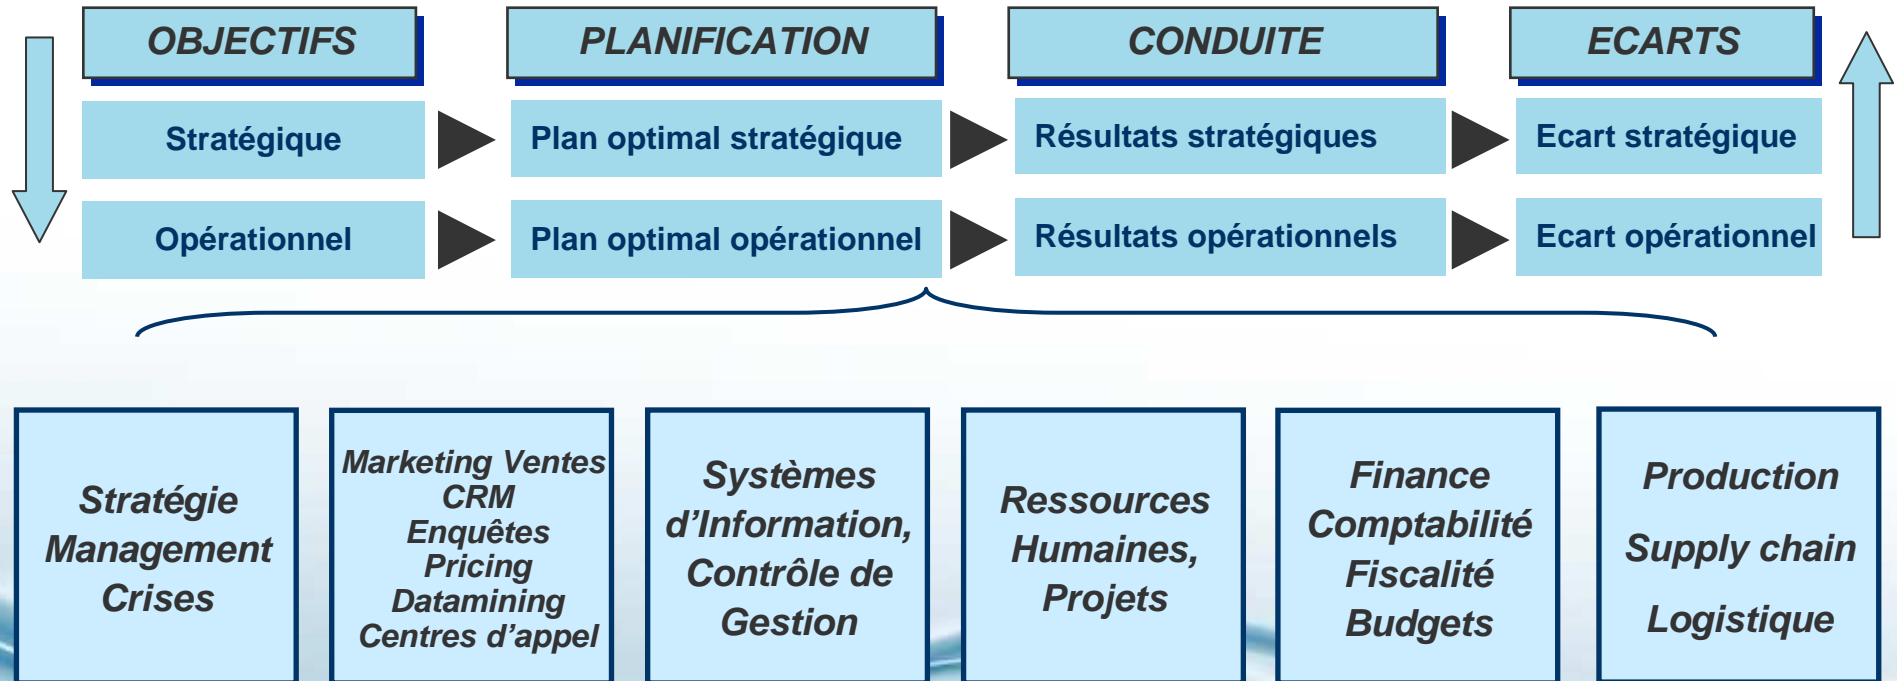 OBJECTIFS
PLANIFICATION
CONDUITE
ECARTS
Stratégique
Plan optimal stratégique
Résultats stratégiques
Ecart stratégique
Opérationnel
Plan optimal opérationnel
Résultats opérationnels
Ecart opérationnel
Stratégie
Management
Crises
Marketing Ventes
CRM
Enquêtes
Pricing
Datamining
Centres d’appel
Systèmes
d’Information,
Contrôle de
Gestion
Ressources
Humaines,
Projets
Finance
Comptabilité
Fiscalité
Budgets
Production
Supply chain
Logistique